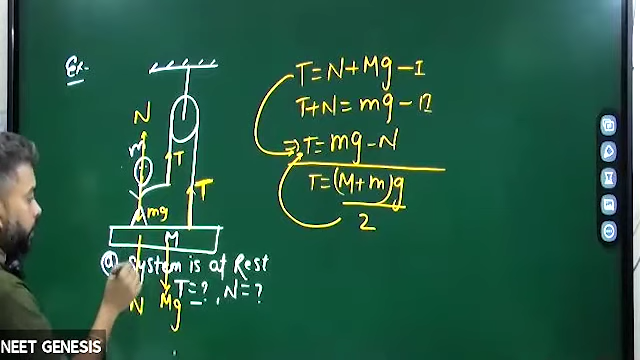 Ex-
N
m
T
T
mg
M
N
Mg
(a) System is at Rest
T=?, N=?
T=N+Mg-I
T+N=mg-II
⇒T=mg-N
T=(M+m)g
2
NEET GENESIS